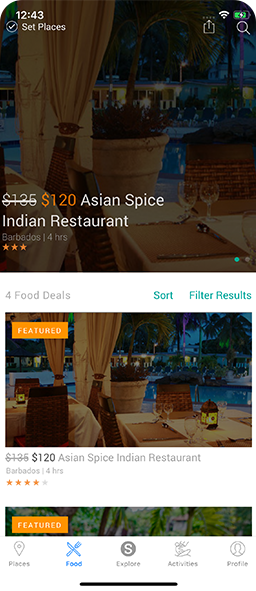 12:43
Set Places
$135 $120 Asian Spice
Indian Restaurant
Barbados | 4 hrs
4 Food Deals Sort Filter Results
FEATURED
$135 $120 Asian Spice Indian Restaurant
Barbados | 4 hrs
FEATURED
Places Food Explore Activities Profile